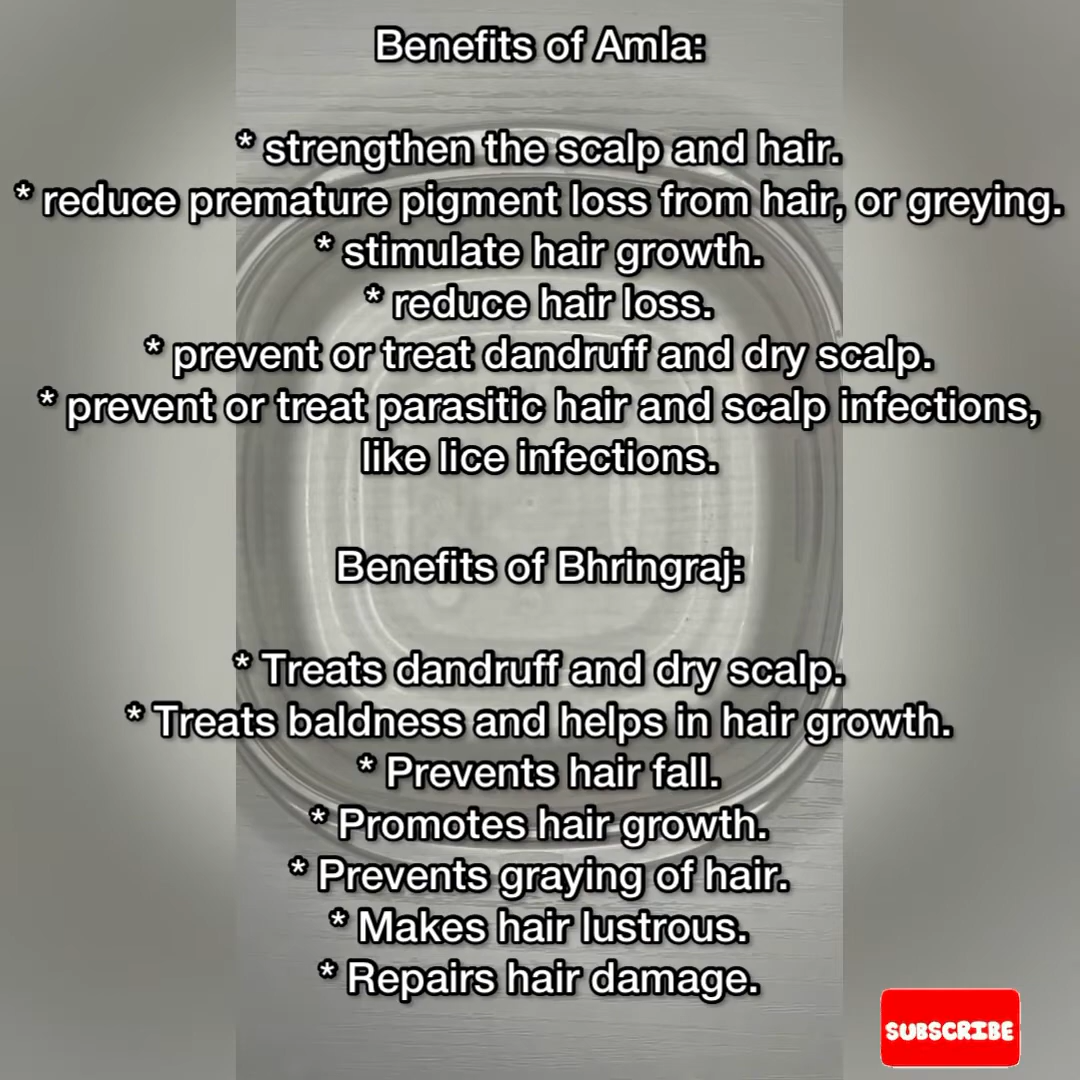 Benefits of Amla:
* strengthen the scalp and hair.
* reduce premature pigment loss from hair, or greying.
* stimulate hair growth.
* reduce hair loss.
* prevent or treat dandruff and dry scalp.
* prevent or treat parasitic hair and scalp infections,
like lice infections.
Benefits of Bhringraj:
* Treats dandruff and dry scalp.
* Treats baldness and helps in hair growth.
* Prevents hair fall.
* Promotes hair growth.
* Prevents graying of hair.
* Makes hair lustrous.
* Repairs hair damage.
SUBSCRIBE